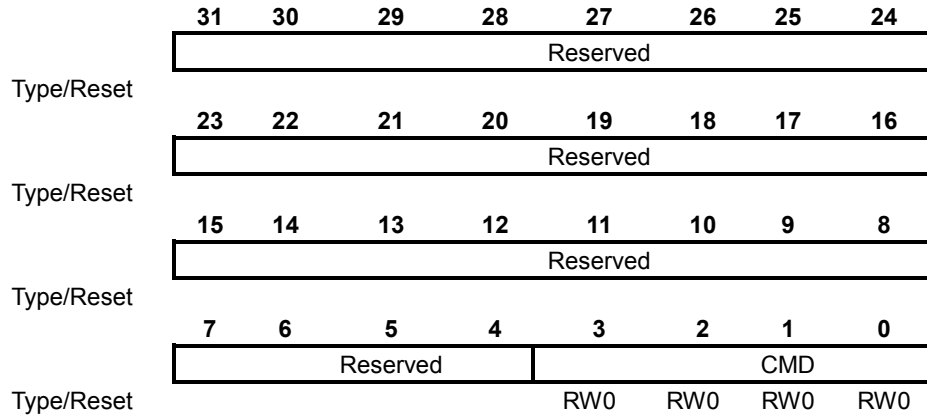 31 30 29 28 27 26 25 24
Reserved
Type/Reset
23 22 21 20 19 18 17 16
Reserved
Type/Reset
15 14 13 12 11 10 9 8
Reserved
Type/Reset
7 6 5 4 3 2 1 0
Reserved CMD
Type/Reset RW0 RW0 RW0 RW0